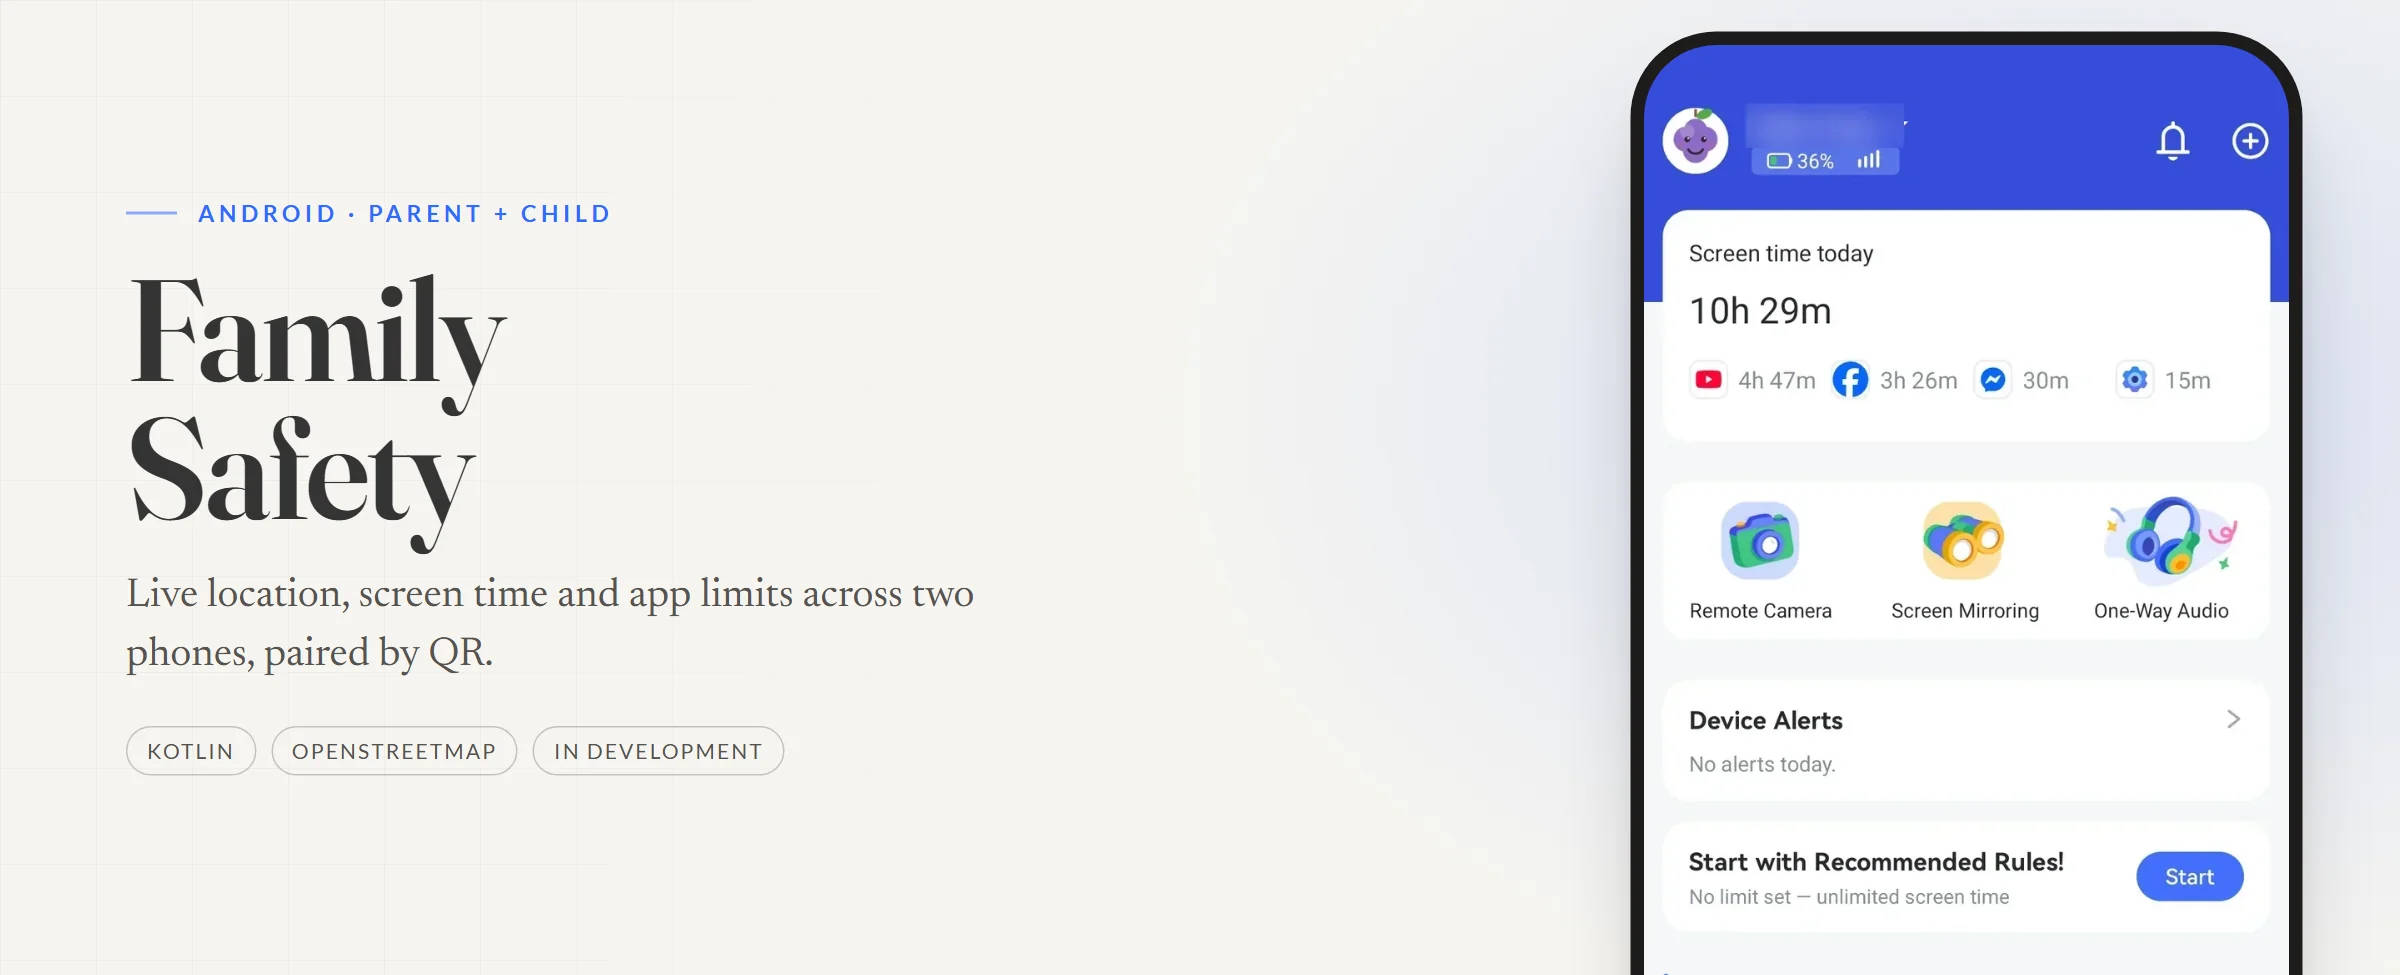 ANDROID · PARENT + CHILD
Family
Safety
Live location, screen time and app limits across two
phones, paired by QR.
KOTLIN
OPENSTREETMAP
IN DEVELOPMENT
36%
Screen time today
10h 29m
4h 47m
3h 26m
30m
15m
Remote Camera
Screen Mirroring
One-Way Audio
Device Alerts
No alerts today.
Start with Recommended Rules!
No limit set — unlimited screen time
Start